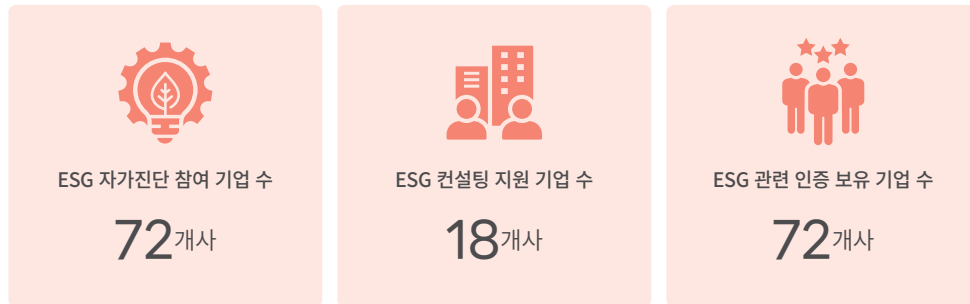 ESG 자가진단 참여 기업 수
72개사
ESG 컨설팅 지원 기업 수
18개사
ESG 관련 인증 보유 기업 수
72개사